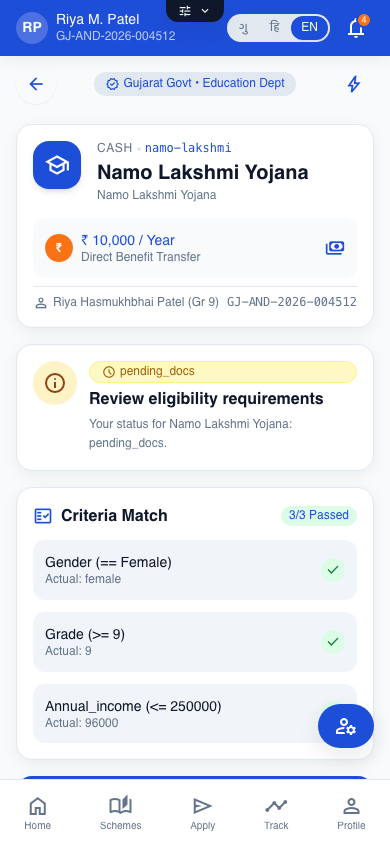 RP
Riya M. Patel
GJ-AND-2026-004512
ગુ
हि
EN
4
Gujarat Govt • Education Dept
CASH • namo-lakshmi
Namo Lakshmi Yojana
Namo Lakshmi Yojana
₹
₹ 10,000 / Year
Direct Benefit Transfer
Riya Hasmukhbhai Patel (Gr 9) GJ-AND-2026-004512
pending_docs
Review eligibility requirements
Your status for Namo Lakshmi Yojana:
pending_docs.
Criteria Match
3/3 Passed
Gender (== Female)
Actual: female
Grade (>= 9)
Actual: 9
Annual_income (<= 250000)
Actual: 96000
Home
Schemes
Apply
Track
Profile